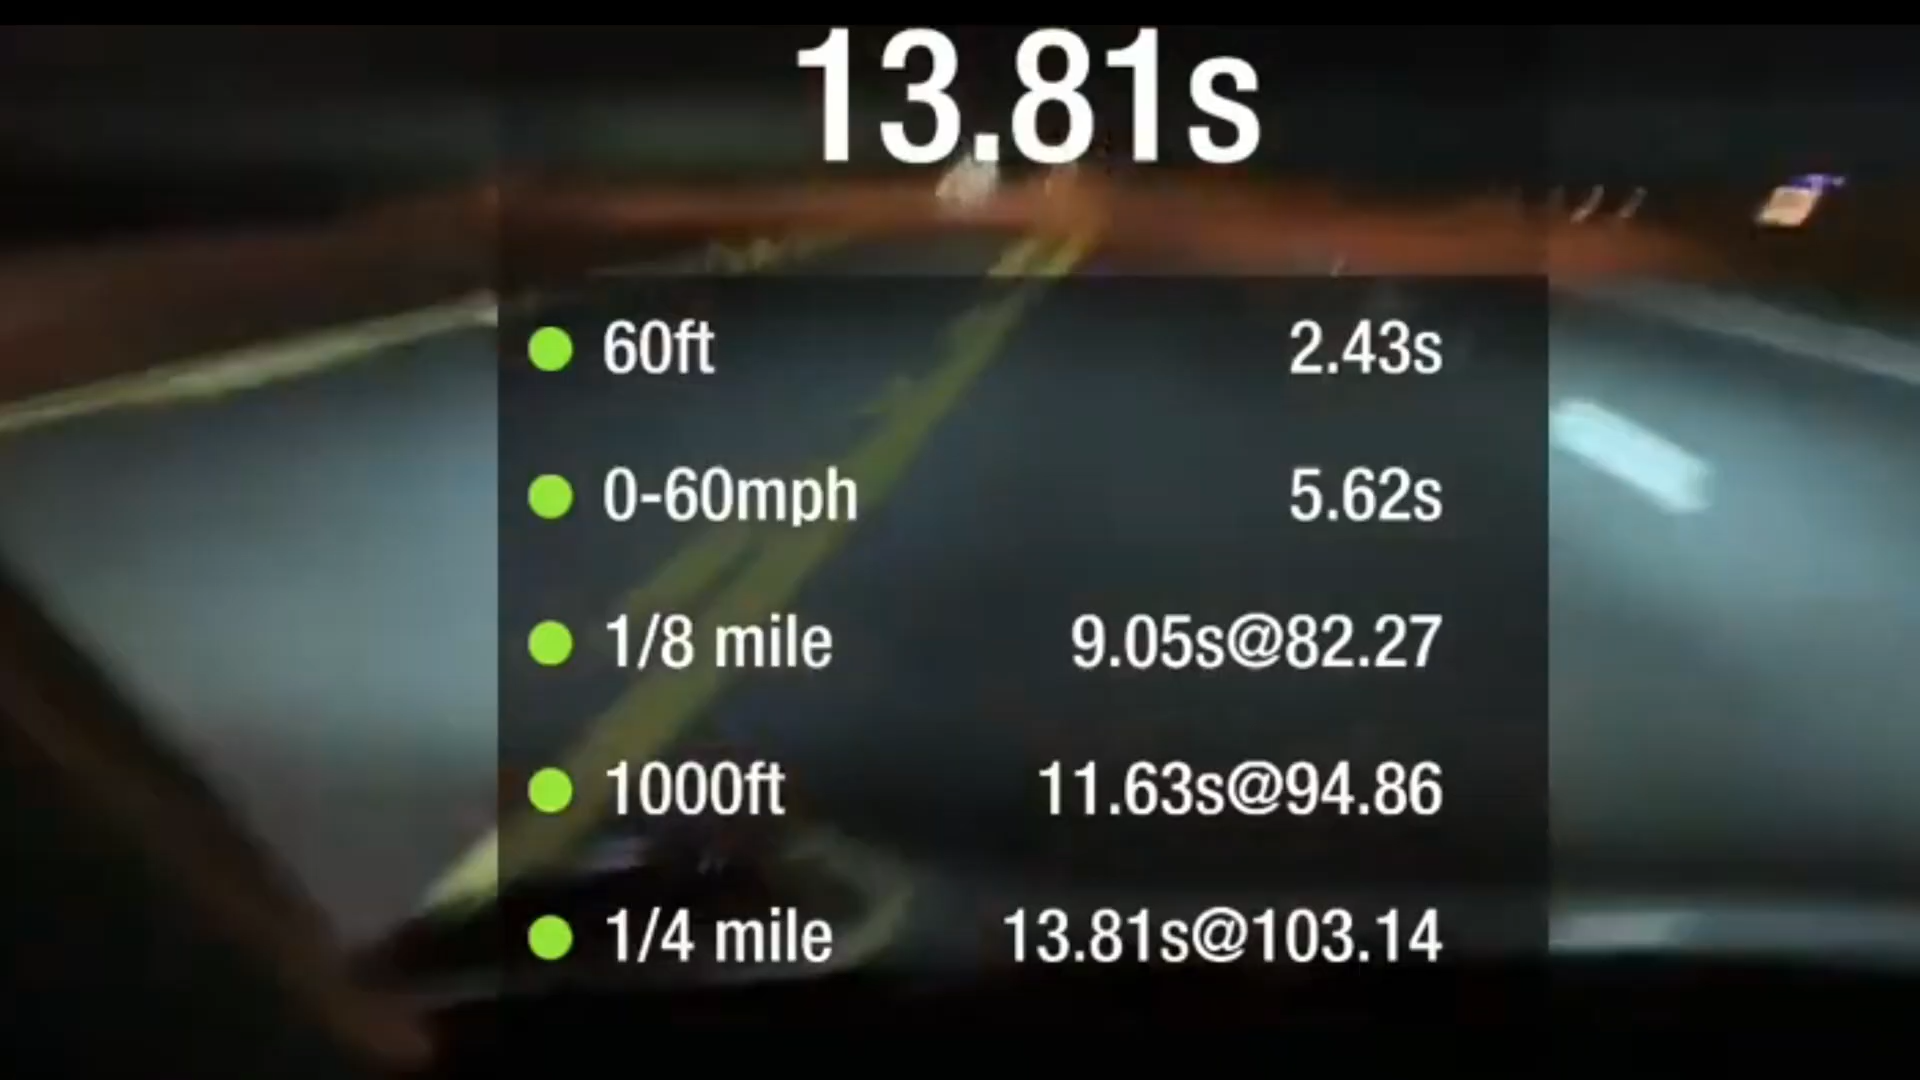 13.81s
60ft 2.43s
0-60mph 5.62s
1/8 mile 9.05s@82.27
1000ft 11.63s@94.86
1/4 mile 13.81s@103.14